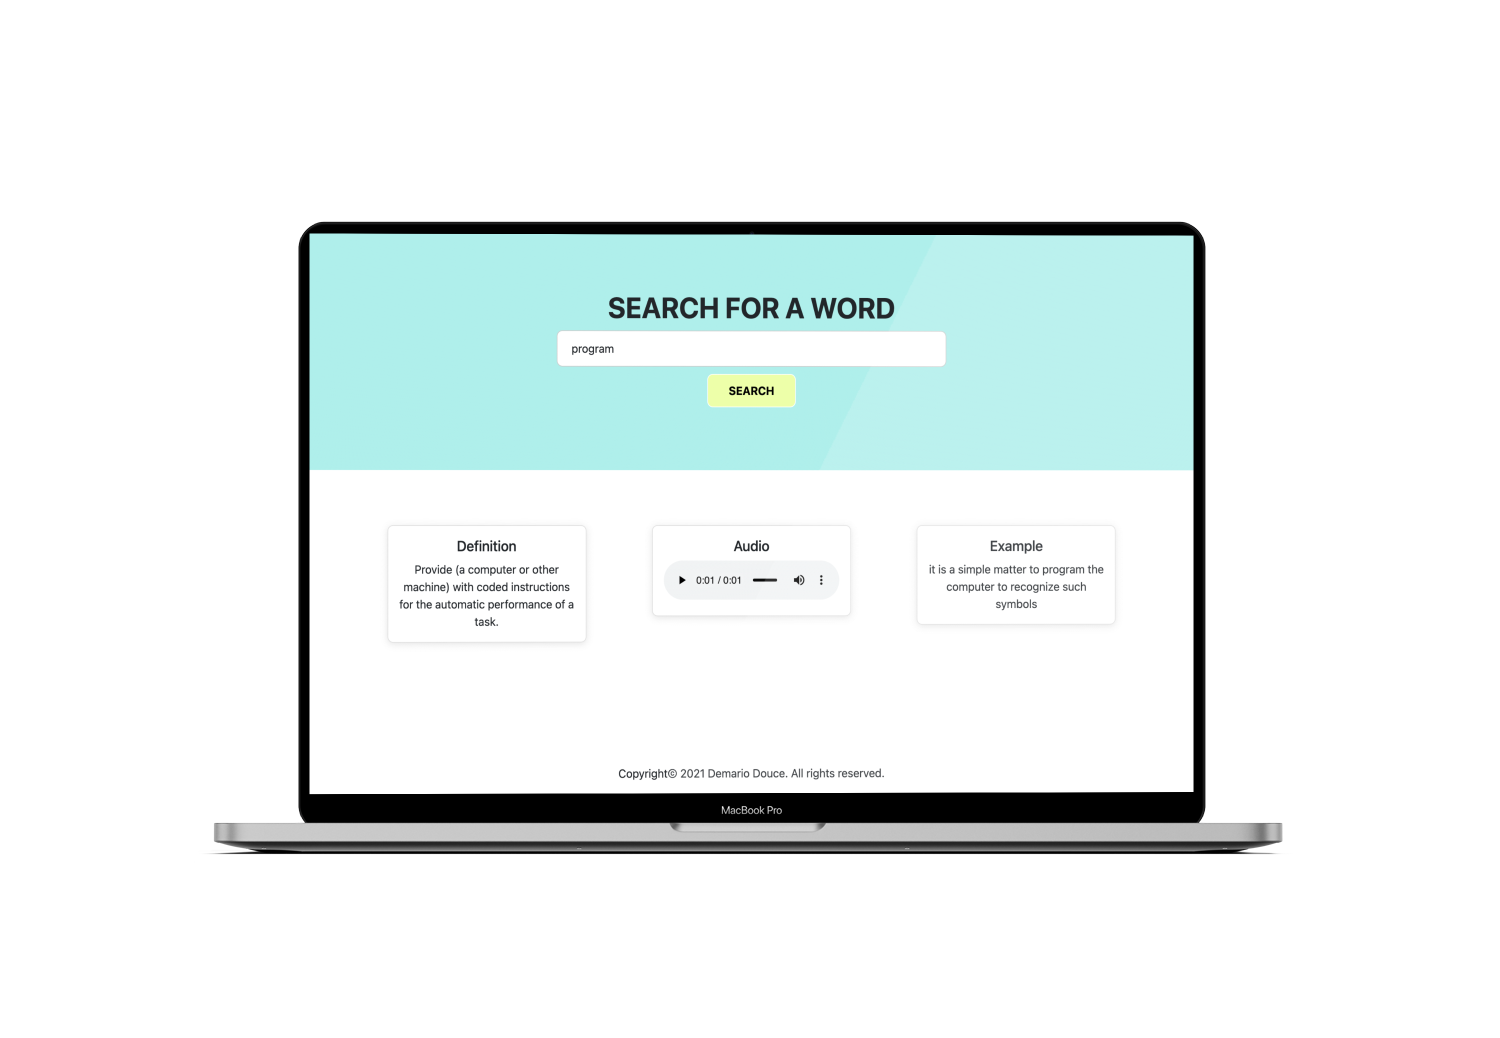 SEARCH FOR A WORD
program
SEARCH
Definition
Provide (a computer or other
machine) with coded instructions
for the automatic performance of a
task.
Audio
0:01 / 0:01
Example
it is a simple matter to program the
computer to recognize such
symbols
Copyright© 2021 Demario Douce. All rights reserved.
MacBook Pro